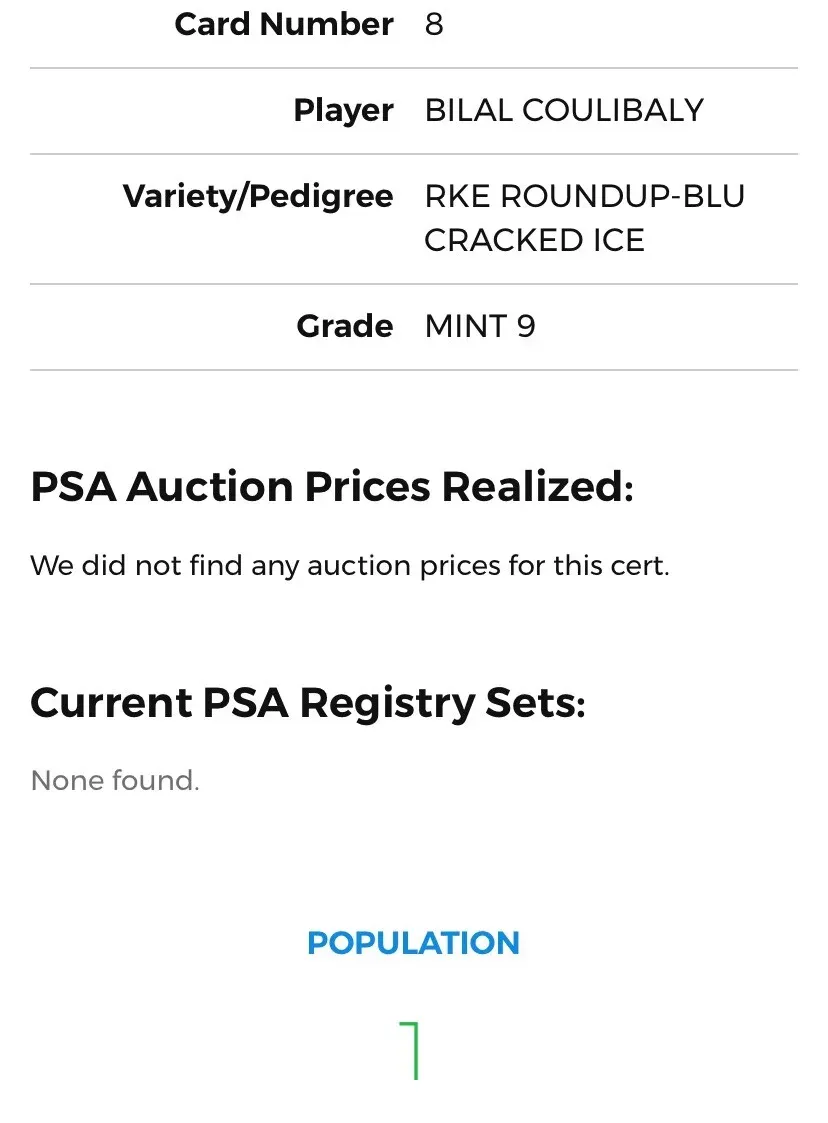 Card Number 8
Player BILAL COULIBALY
Variety/Pedigree RKE ROUNDUP-BLU
CRACKED ICE
Grade MINT 9
PSA Auction Prices Realized:
We did not find any auction prices for this cert.
Current PSA Registry Sets:
None found.
POPULATION
1